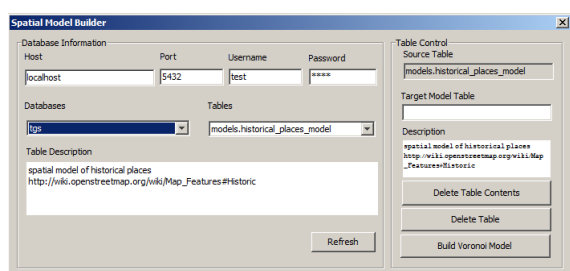 Spatial Model Builder
Database Information
Host
Port
Username
Password
localhost
5432
test
****
Databases
Tables
tgs
models.historical_places_model
Table Description
spatial model of historical places
http://wiki.openstreetmap.org/wiki/Map_Features#Historic
Refresh
Table Control
Source Table
models.historical_places_model
Target Model Table
Description
spatial model of historical places
http://wiki.openstreetmap.org/wiki/Map
_Features#Historic
Delete Table Contents
Delete Table
Build Voronoi Model